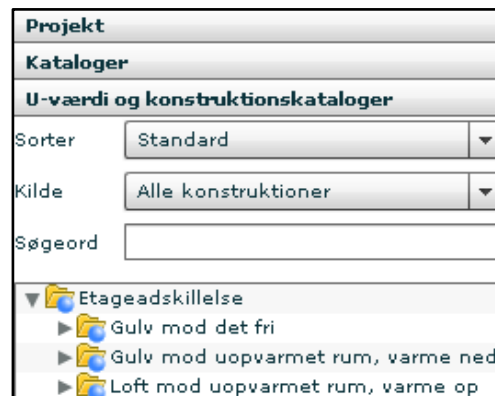 Projekt
Kataloger
U-værdi og konstruktionskataloger
Sorter Standard
Kilde Alle konstruktioner
Søgeord
Etageadskillelse
Gulv mod det fri
Gulv mod uopvarmet rum, varme ned
Loft mod uopvarmet rum, varme op